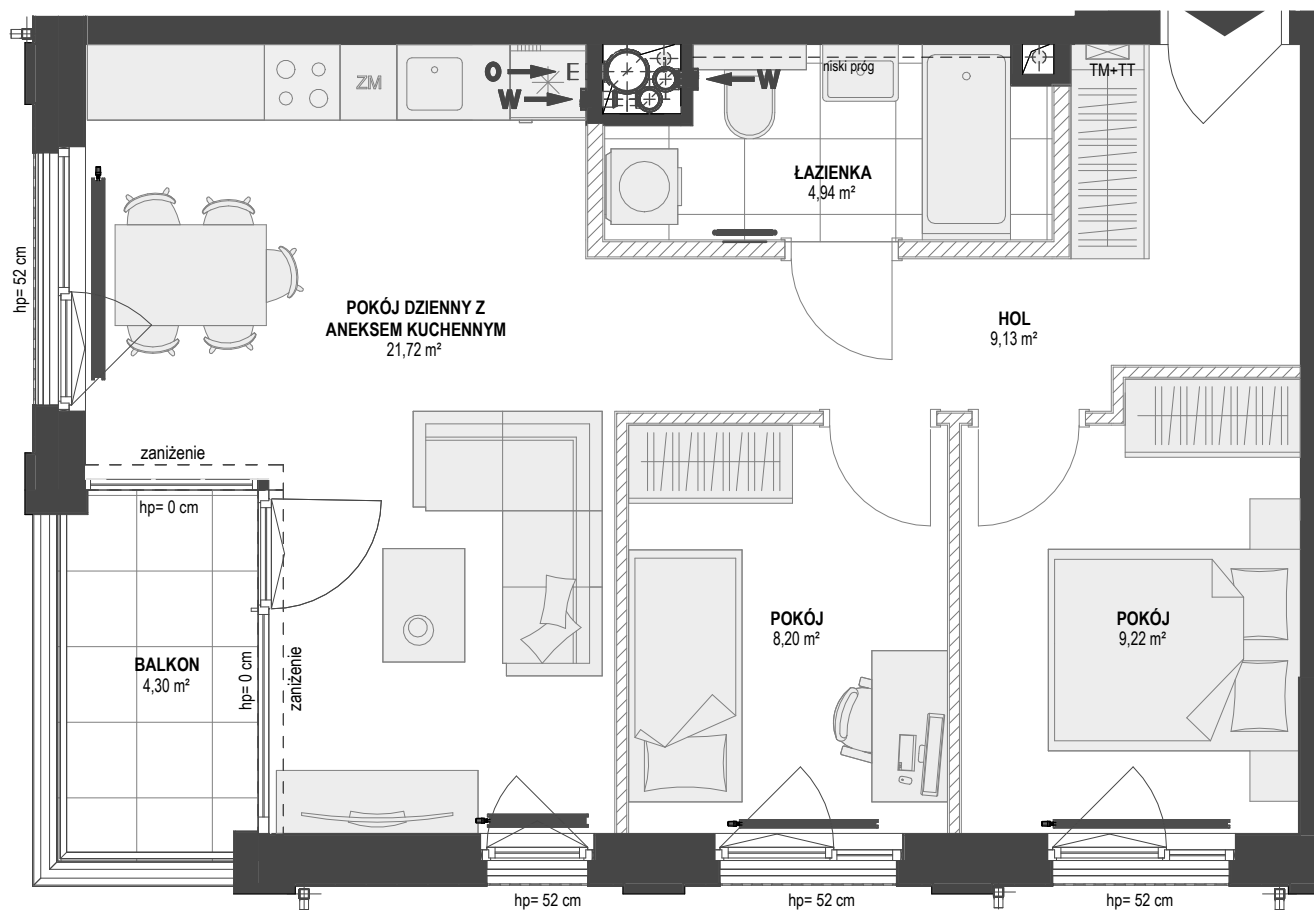 ZM
O
E
W
W
niski próg
TM+TT
ŁAZIENKA
4,94 m²
hp= 52 cm
POKÓJ DZIENNY Z
ANEKSEM KUCHENNYM
21,72 m²
HOL
9,13 m²
zaniżenie
hp= 0 cm
BALKON
4,30 m²
hp= 0 cm
zaniżenie
POKÓJ
8,20 m²
POKÓJ
9,22 m²
hp= 52 cm
hp= 52 cm
hp= 52 cm